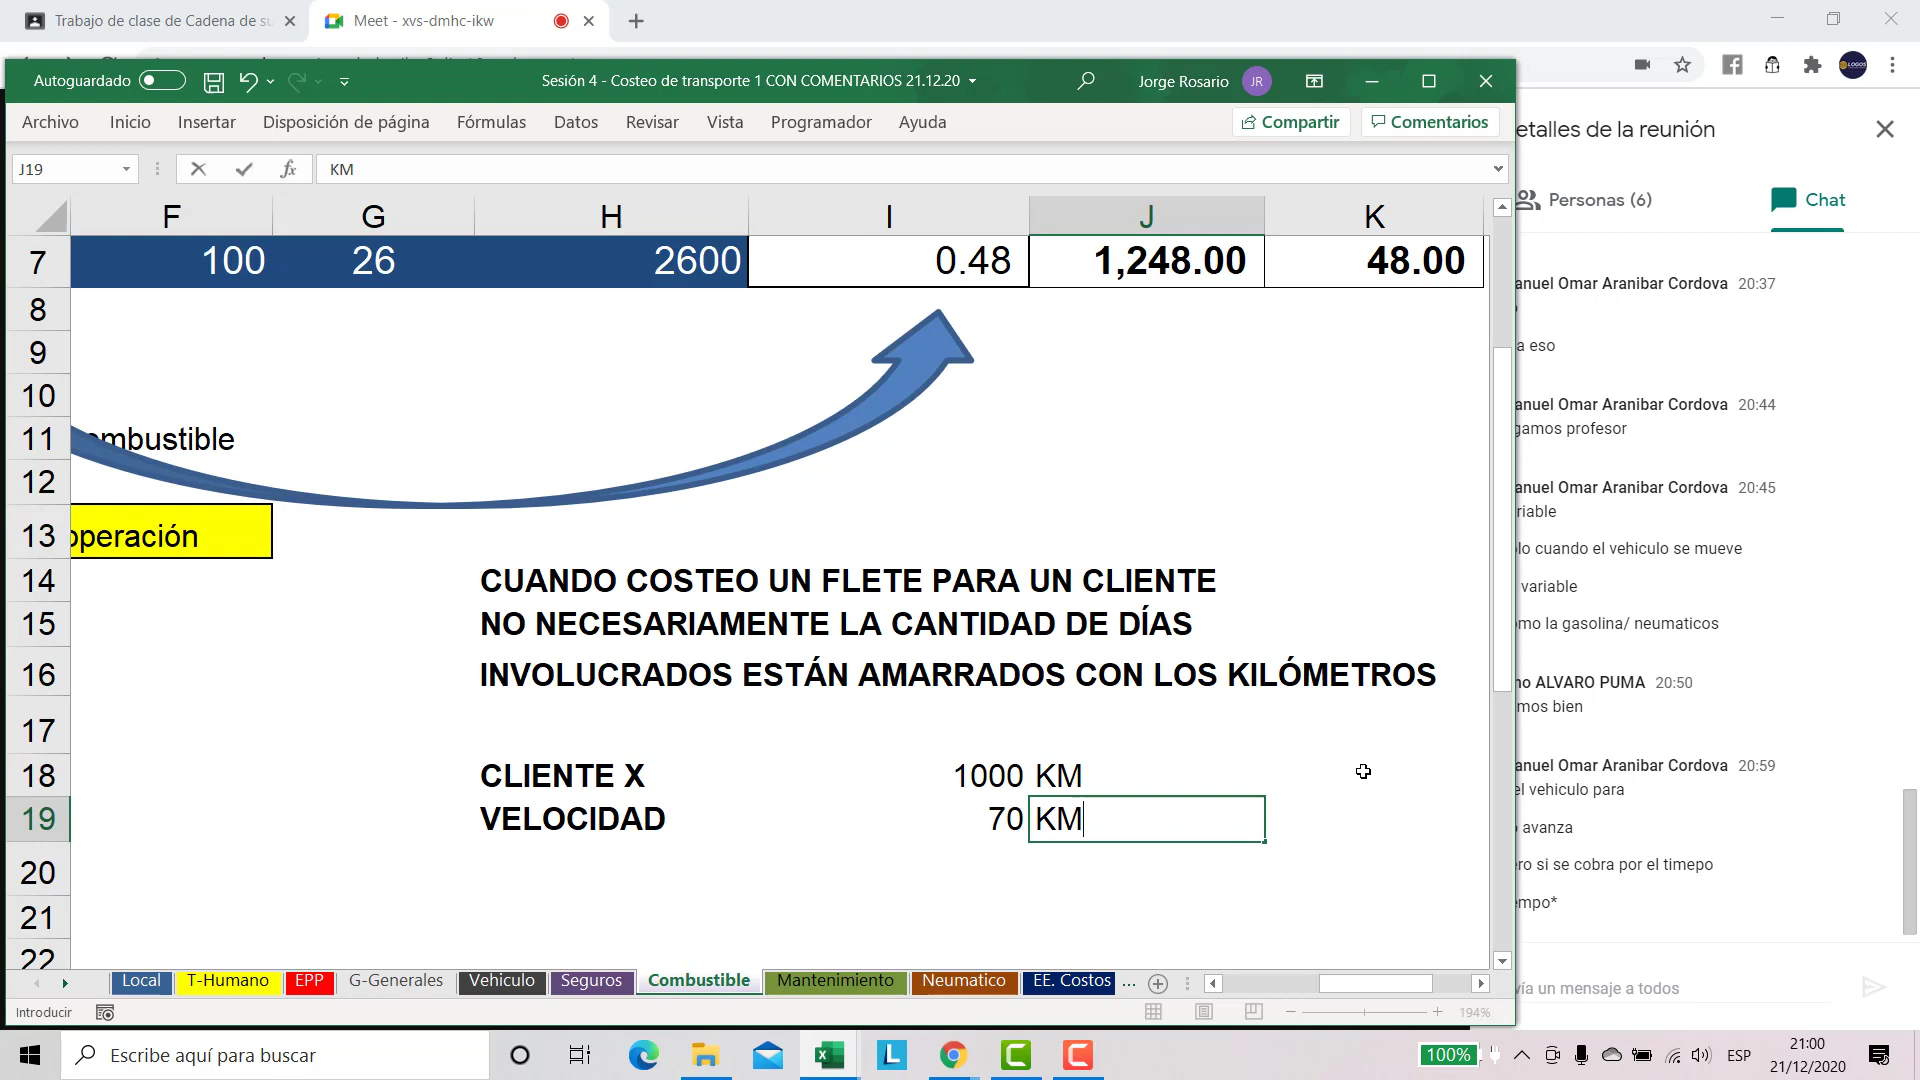 Trabajo de clase de Cadena de su
Meet - xvs-dmhc-ikw
Autoguardado
Sesión 4 - Costeo de transporte 1 CON COMENTARIOS 21.12.20
Jorge Rosario
JR
Archivo Inicio Insertar Disposición de página Fórmulas Datos Revisar Vista Programador Ayuda
Compartir
Comentarios
J19
fx
KM
F G H I J K
7 100 26 2600 0.48 1,248.00 48.00
8
9
10
11 ombustible
12
13 operación
14 CUANDO COSTEO UN FLETE PARA UN CLIENTE
15 NO NECESARIAMENTE LA CANTIDAD DE DÍAS
16 INVOLUCRADOS ESTÁN AMARRADOS CON LOS KILÓMETROS
17
18 CLIENTE X 1000 KM
19 VELOCIDAD 70 KM
20
21
22
Local T-Humano EPP G-Generales Vehiculo Seguros Combustible Mantenimiento Neumatico EE. Costos ...
Introducir
194%
etalles de la reunión
Personas (6)
Chat
anuel Omar Aranibar Cordova 20:37
a eso
anuel Omar Aranibar Cordova 20:44
gamos profesor
anuel Omar Aranibar Cordova 20:45
riable
lo cuando el vehiculo se mueve
variable
omo la gasolina/ neumaticos
no ALVARO PUMA 20:50
mos bien
anuel Omar Aranibar Cordova 20:59
el vehiculo para
avanza
ero si se cobra por el timepo
empo*
vía un mensaje a todos
Escribe aquí para buscar
100%
ESP
21:00
21/12/2020